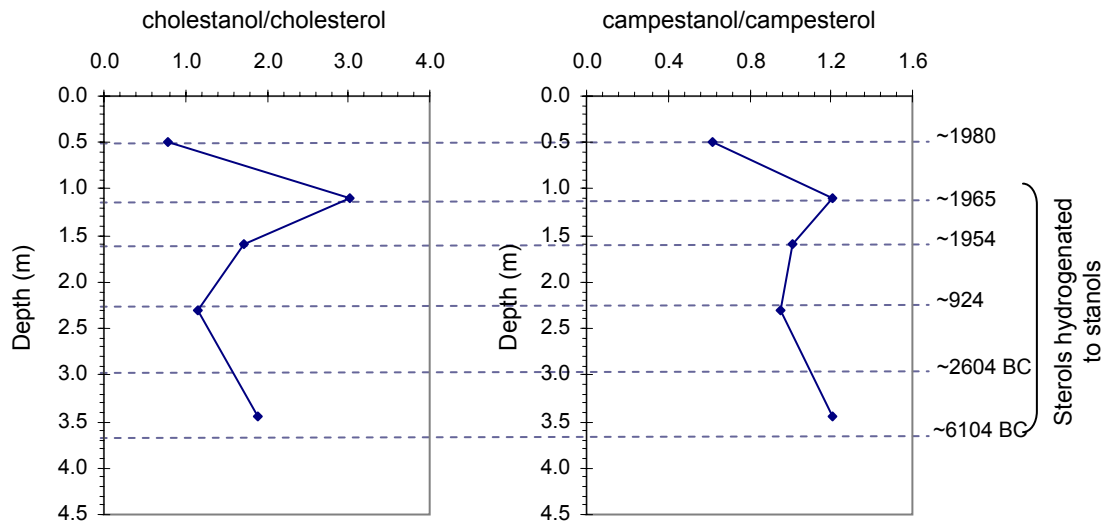 cholestanol/cholesterol
0.0 1.0 2.0 3.0 4.0
0.0
0.5
1.0
1.5
2.0
2.5
3.0
3.5
4.0
4.5
Depth (m)
campestanol/campesterol
0.0 0.4 0.8 1.2 1.6
0.0
0.5
1.0
1.5
2.0
2.5
3.0
3.5
4.0
4.5
Depth (m)
~1980
~1965
~1954
~924
~2604 BC
~6104 BC
Sterols hydrogenated
to stanols